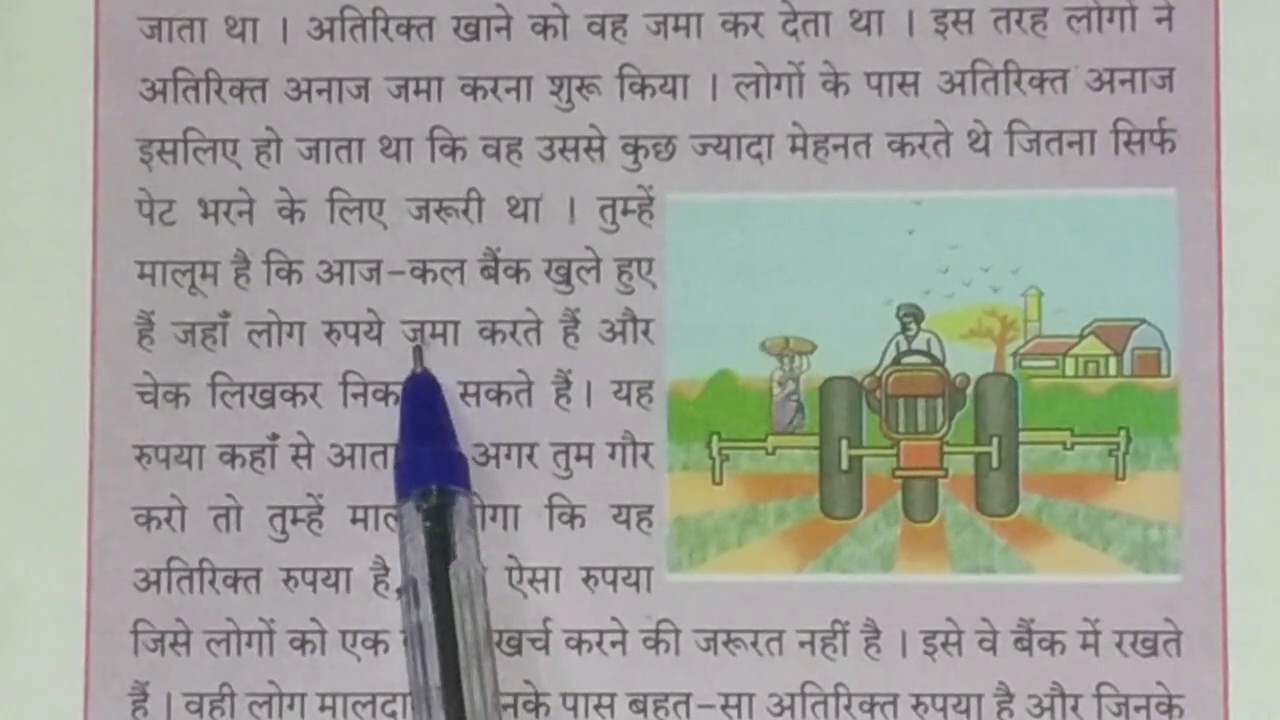 जाता था । अतिरिक्त खाने को वह जमा कर देता था । इस तरह लोगों ने
अतिरिक्त अनाज जमा करना शुरू किया । लोगों के पास अतिरिक्त अनाज
इसलिए हो जाता था कि वह उससे कुछ ज्यादा मेहनत करते थे जितना सिर्फ
पेट भरने के लिए जरूरी था । तुम्हें
मालूम है कि आज-कल बैंक खुले हुए
हैं जहाँ लोग रुपये जमा करते हैं और
चेक लिखकर सकते हैं। यह
रुपया कहाँ से आता अगर तुम गौर
करो तो तुम्हें कि यह
अतिरिक्त रुपया है, ऐसा रुपया
जिसे लोगों को एक खर्च करने की जरूरत नहीं है । इसे वे बैंक में रखते
हैं । वही लोग के पास बहुत-सा अतिरिक्त रुपया है और जिनके